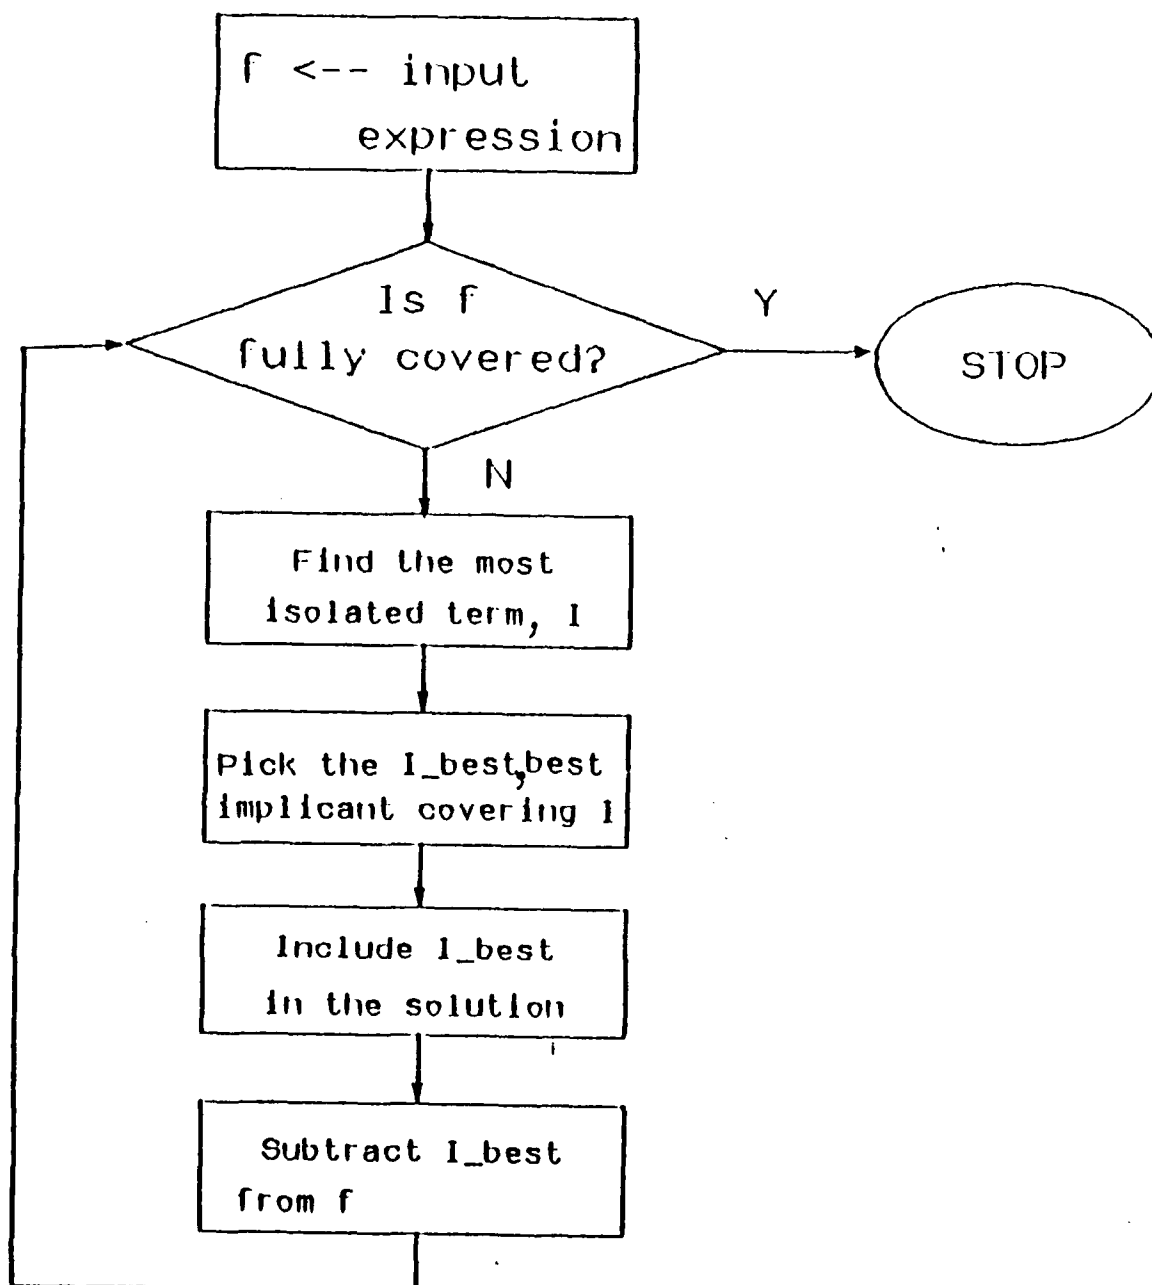 f <-- input
expression
Is f
fully covered?
Y
STOP
N
Find the most
isolated term, I
Pick the I_best,best
implicant covering I
Include I_best
in the solution
Subtract I_best
from f